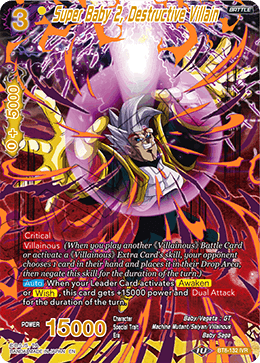 3
BATTLE
Super Baby 2, Destructive Villain
0 + 5000
Critical
Villainous (When you play another ⟨Villainous⟩ Battle Card
or activate a ⟨Villainous⟩ Extra Card's skill, your opponent
chooses 1 card in their hand and places it in their Drop Area,
then negate this skill for the duration of the turn.)
Auto When your Leader Card activates Awaken
or Wish, this card gets +15000 power and Dual Attack
for the duration of the turn.
POWER 15000
Character Baby/Vegeta : GT
Special Trait Machine Mutant/Saiyan/Villainous
Era Baby Saga
BT8-132 IVR